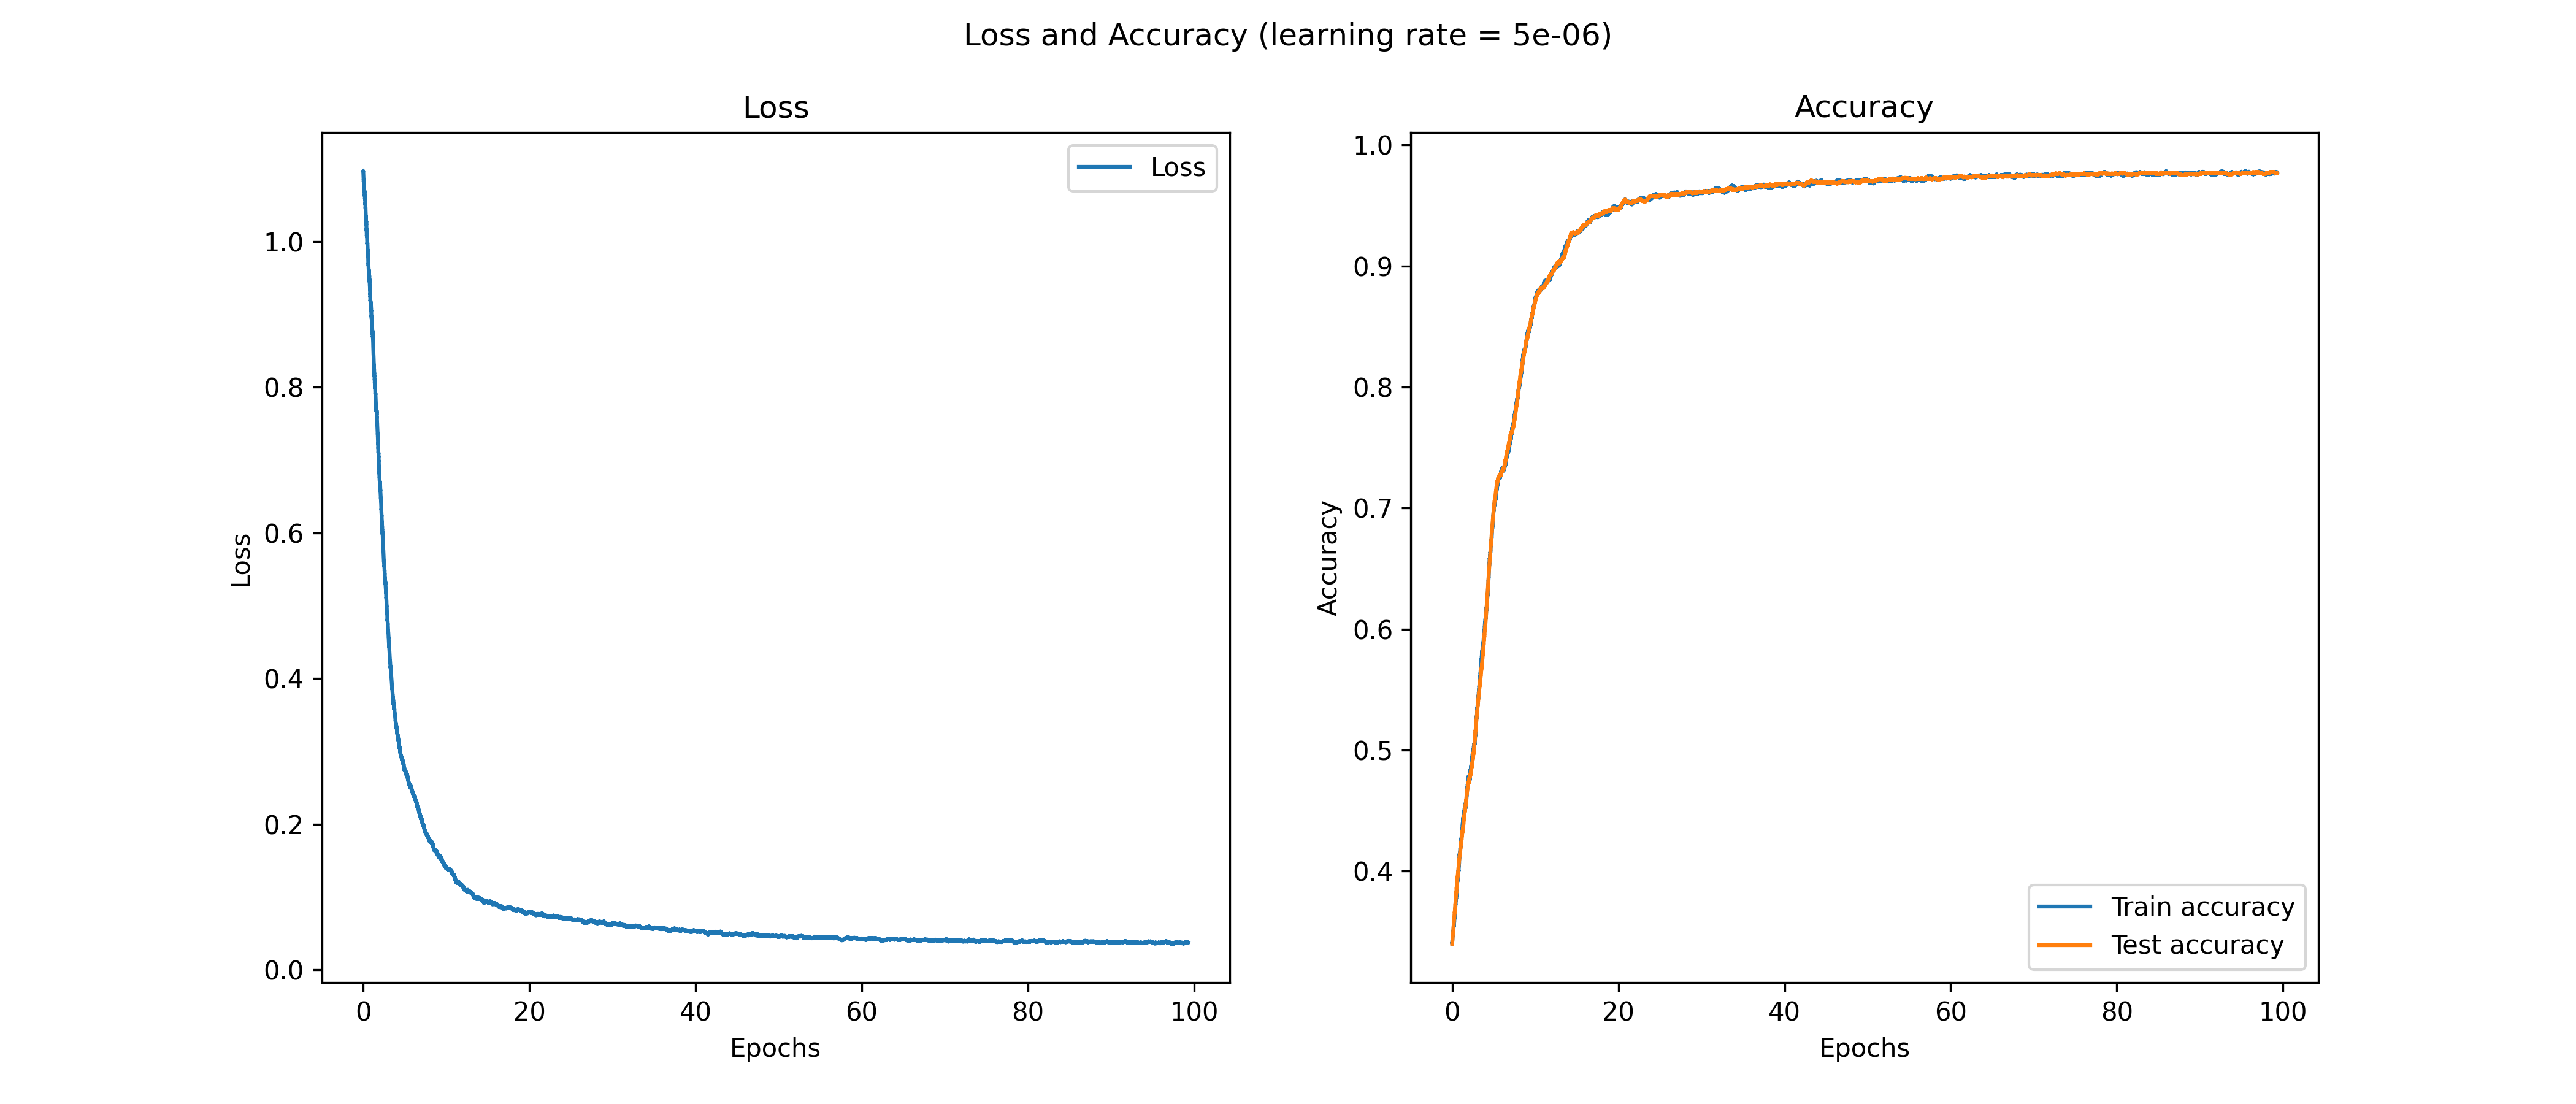 Loss and Accuracy (learning rate = 5e-06)
Loss
Loss
1.0
0.8
0.6
0.4
0.2
0.0
Loss
0 20 40 60 80 100
Epochs
Accuracy
1.0
0.9
0.8
0.7
0.6
0.5
0.4
Accuracy
Train accuracy
Test accuracy
0 20 40 60 80 100
Epochs